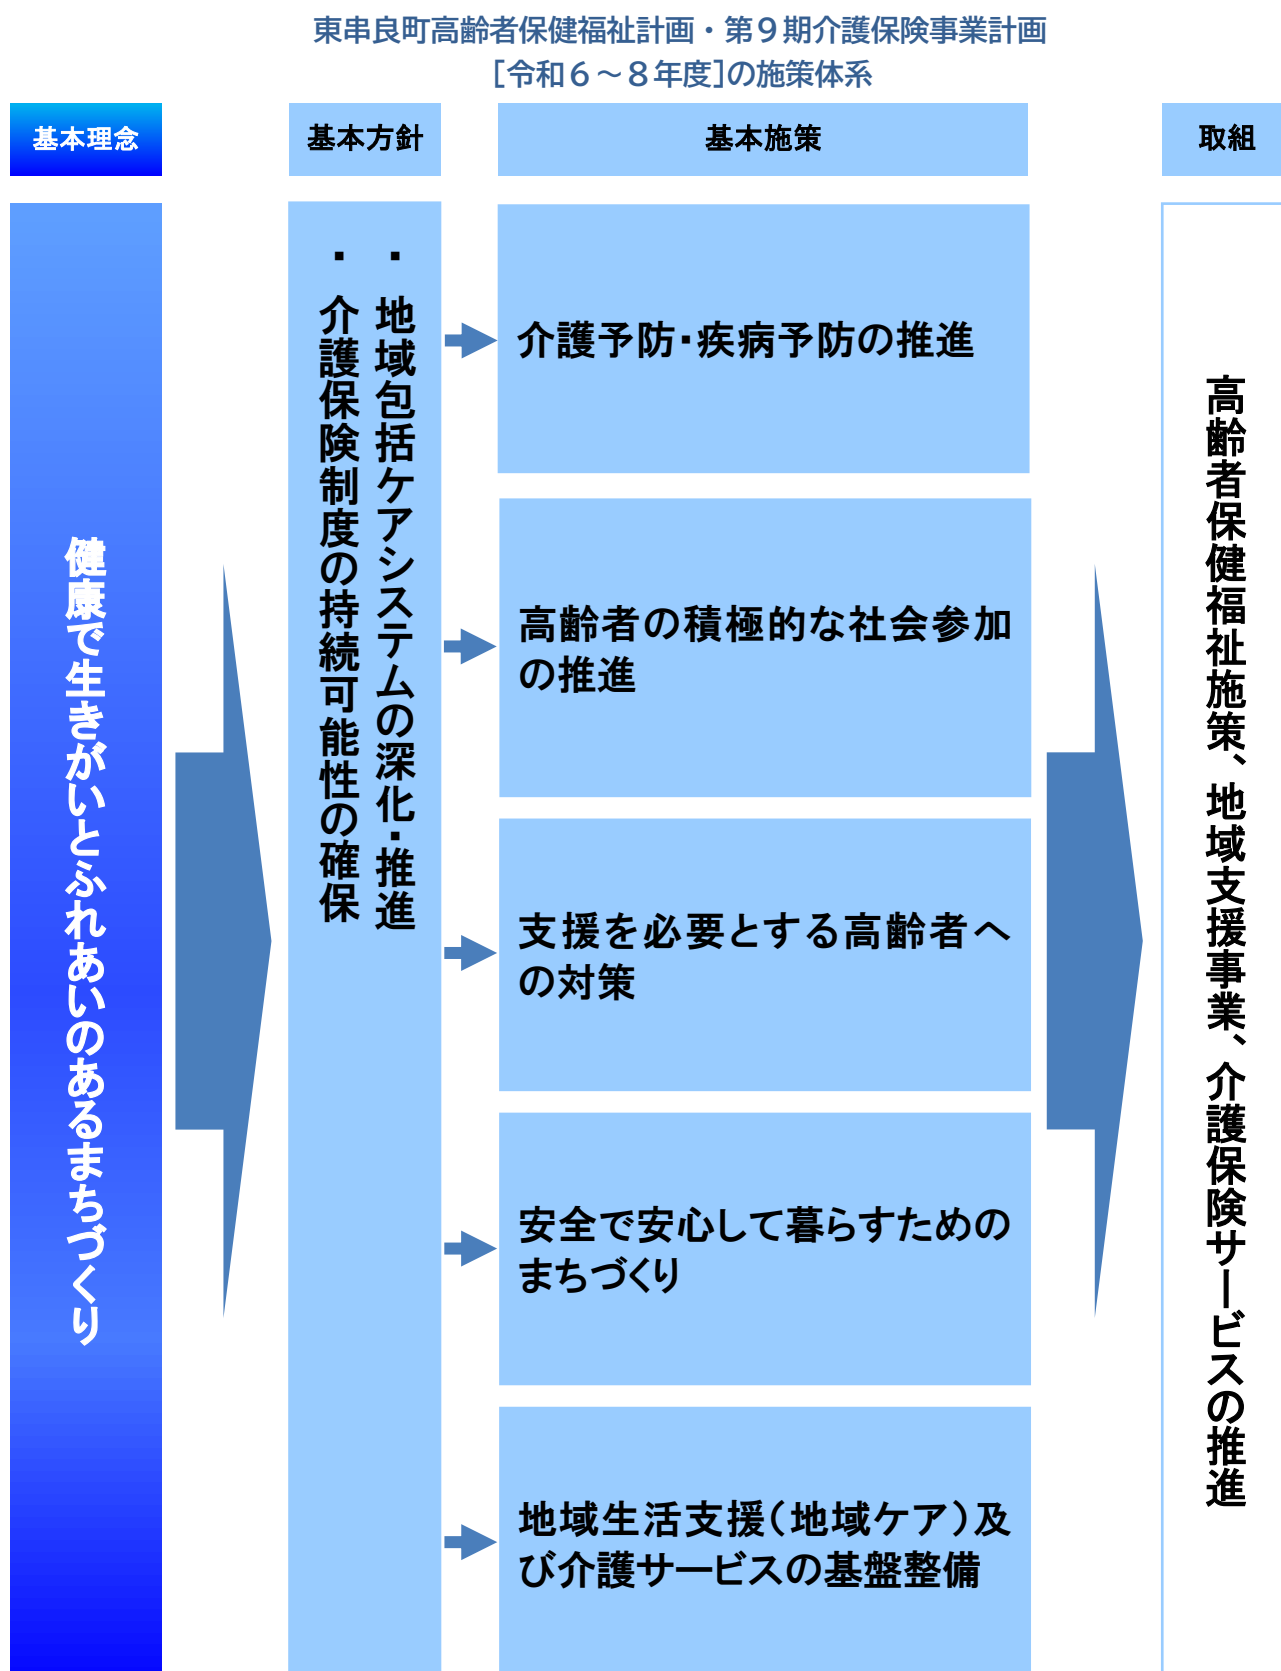 東串良町高齢者保健福祉計画・第９期介護保険事業計画
［令和６～８年度］の施策体系
基本理念
基本方針
基本施策
取組
健康で生きがいとふれあいのあるまちづくり
・ 地域包括ケアシステムの深化・推進
・ 介護保険制度の持続可能性の確保
介護予防・疾病予防の推進
高齢者の積極的な社会参加
の推進
支援を必要とする高齢者へ
の対策
安全で安心して暮らすための
まちづくり
地域生活支援（地域ケア）及
び介護サービスの基盤整備
高齢者保健福祉施策、地域支援事業、介護保険サービスの推進